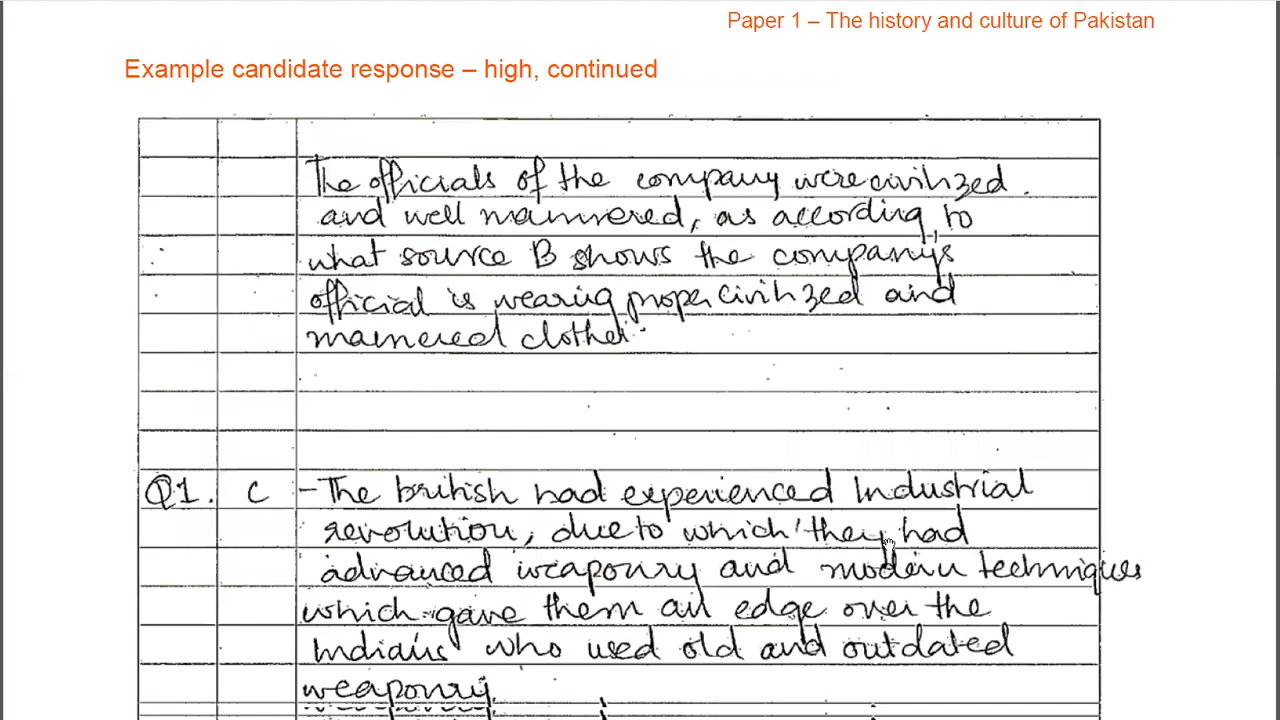 Paper 1 – The history and culture of Pakistan
Example candidate response – high, continued
The officials of the company were civilized
and well mannered, as according to
what source B shows the company's
official is wearing proper civilized and
mannered clothes.
Q1. C - The british had experienced Industrial
revolution, due to which they had
advanced weaponry and modern techniques
which gave them an edge over the
Indians who used old and outdated
weaponry.